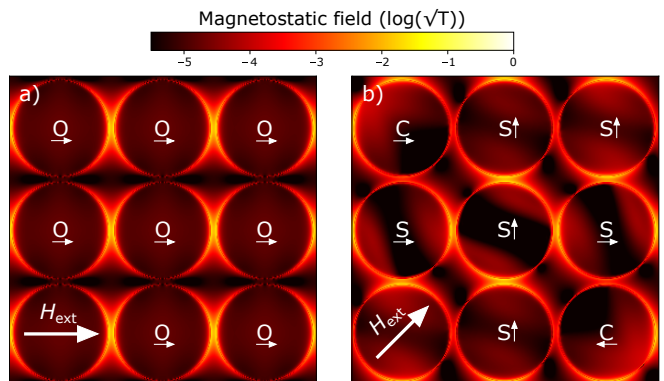 Magnetostatic field (log(√T))
−5 −4 −3 −2 −1 0
a) O O O
O O O
H_ext O O
b) C S S
S S S
H_ext S C